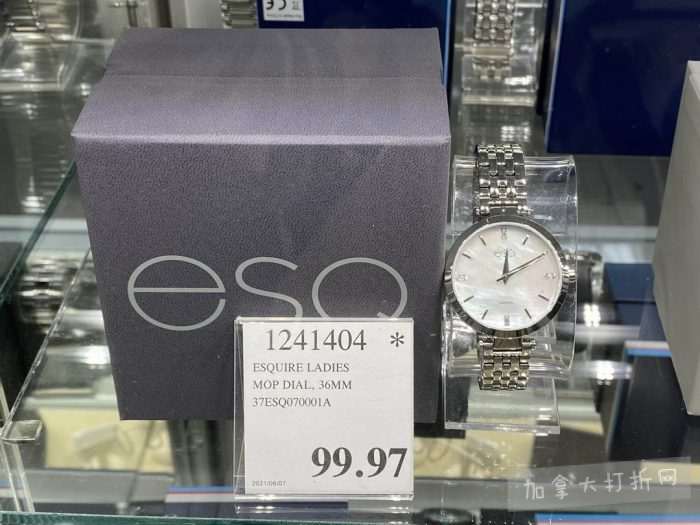 esq
esq
1241404 *
ESQUIRE LADIES
MOP DIAL, 36MM
37ESQ070001A
99.97
2021/06/07
加拿大打折网